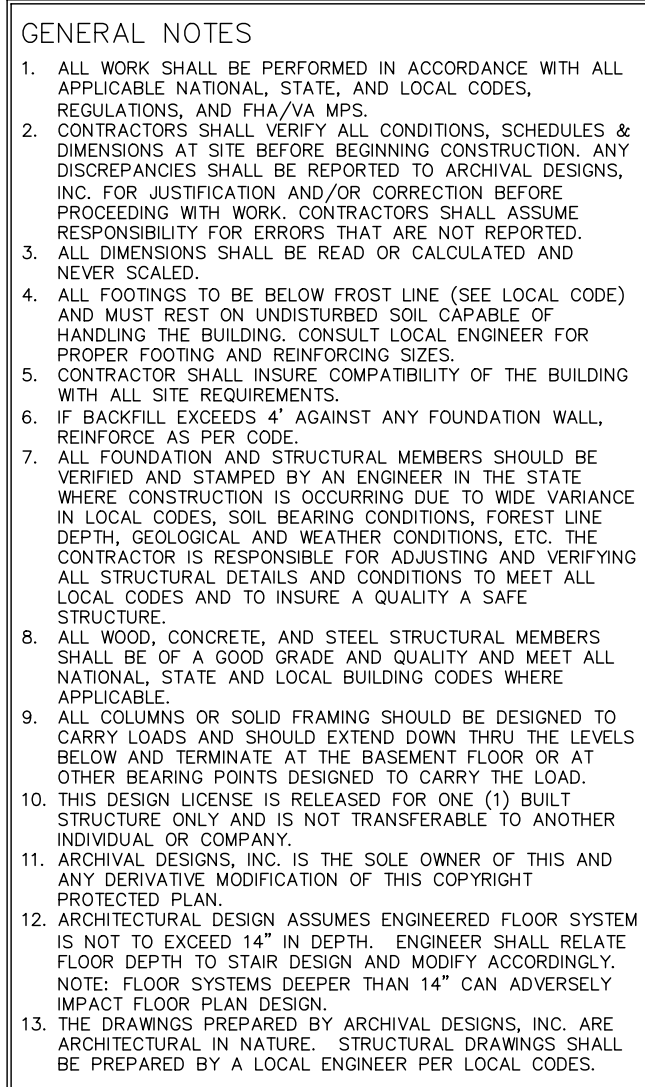 GENERAL NOTES
1. ALL WORK SHALL BE PERFORMED IN ACCORDANCE WITH ALL
APPLICABLE NATIONAL, STATE, AND LOCAL CODES,
REGULATIONS, AND FHA/VA MPS.
2. CONTRACTORS SHALL VERIFY ALL CONDITIONS, SCHEDULES &
DIMENSIONS AT SITE BEFORE BEGINNING CONSTRUCTION. ANY
DISCREPANCIES SHALL BE REPORTED TO ARCHIVAL DESIGNS,
INC. FOR JUSTIFICATION AND/OR CORRECTION BEFORE
PROCEEDING WITH WORK. CONTRACTORS SHALL ASSUME
RESPONSIBILITY FOR ERRORS THAT ARE NOT REPORTED.
3. ALL DIMENSIONS SHALL BE READ OR CALCULATED AND
NEVER SCALED.
4. ALL FOOTINGS TO BE BELOW FROST LINE (SEE LOCAL CODE)
AND MUST REST ON UNDISTURBED SOIL CAPABLE OF
HANDLING THE BUILDING. CONSULT LOCAL ENGINEER FOR
PROPER FOOTING AND REINFORCING SIZES.
5. CONTRACTOR SHALL INSURE COMPATIBILITY OF THE BUILDING
WITH ALL SITE REQUIREMENTS.
6. IF BACKFILL EXCEEDS 4' AGAINST ANY FOUNDATION WALL,
REINFORCE AS PER CODE.
7. ALL FOUNDATION AND STRUCTURAL MEMBERS SHOULD BE
VERIFIED AND STAMPED BY AN ENGINEER IN THE STATE
WHERE CONSTRUCTION IS OCCURRING DUE TO WIDE VARIANCE
IN LOCAL CODES, SOIL BEARING CONDITIONS, FOREST LINE
DEPTH, GEOLOGICAL AND WEATHER CONDITIONS, ETC. THE
CONTRACTOR IS RESPONSIBLE FOR ADJUSTING AND VERIFYING
ALL STRUCTURAL DETAILS AND CONDITIONS TO MEET ALL
LOCAL CODES AND TO INSURE A QUALITY A SAFE
STRUCTURE.
8. ALL WOOD, CONCRETE, AND STEEL STRUCTURAL MEMBERS
SHALL BE OF A GOOD GRADE AND QUALITY AND MEET ALL
NATIONAL, STATE AND LOCAL BUILDING CODES WHERE
APPLICABLE.
9. ALL COLUMNS OR SOLID FRAMING SHOULD BE DESIGNED TO
CARRY LOADS AND SHOULD EXTEND DOWN THRU THE LEVELS
BELOW AND TERMINATE AT THE BASEMENT FLOOR OR AT
OTHER BEARING POINTS DESIGNED TO CARRY THE LOAD.
10. THIS DESIGN LICENSE IS RELEASED FOR ONE (1) BUILT
STRUCTURE ONLY AND IS NOT TRANSFERABLE TO ANOTHER
INDIVIDUAL OR COMPANY.
11. ARCHIVAL DESIGNS, INC. IS THE SOLE OWNER OF THIS AND
ANY DERIVATIVE MODIFICATION OF THIS COPYRIGHT
PROTECTED PLAN.
12. ARCHITECTURAL DESIGN ASSUMES ENGINEERED FLOOR SYSTEM
IS NOT TO EXCEED 14" IN DEPTH. ENGINEER SHALL RELATE
FLOOR DEPTH TO STAIR DESIGN AND MODIFY ACCORDINGLY.
NOTE: FLOOR SYSTEMS DEEPER THAN 14" CAN ADVERSELY
IMPACT FLOOR PLAN DESIGN.
13. THE DRAWINGS PREPARED BY ARCHIVAL DESIGNS, INC. ARE
ARCHITECTURAL IN NATURE. STRUCTURAL DRAWINGS SHALL
BE PREPARED BY A LOCAL ENGINEER PER LOCAL CODES.